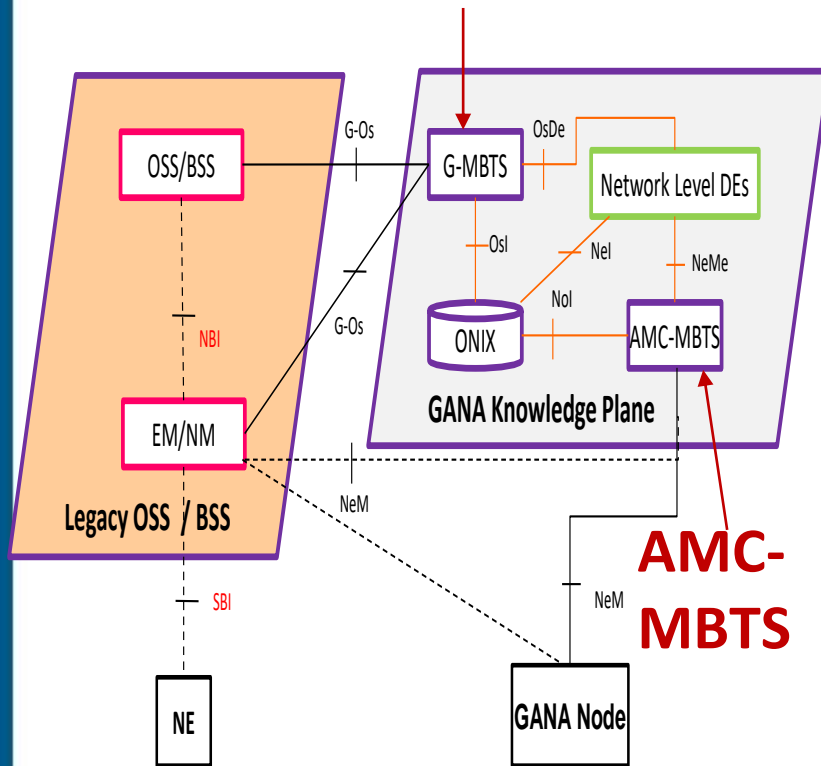 G-Os
OsDe
OSS/BSS
G-MBTS
Network Level DEs
OsI
NeI
NeMe
NoI
NBI
G-Os
ONIX
AMC-MBTS
GANA Knowledge Plane
EM/NM
NeM
Legacy OSS / BSS
AMC-
MBTS
SBI
NeM
NE
GANA Node